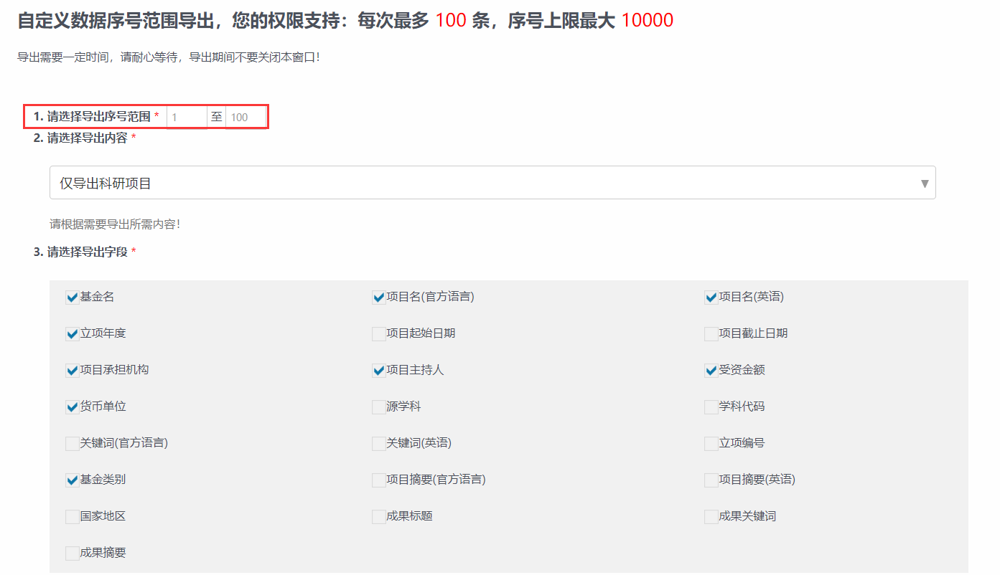 自定义数据序号范围导出，您的权限支持：每次最多 100 条，序号上限最大 10000
导出需要一定时间，请耐心等待，导出期间不要关闭本窗口！
1. 请选择导出序号范围 * 1 至 100
2. 请选择导出内容 *
仅导出科研项目 ▼
请根据需要导出所需内容！
3. 请选择导出字段 *
基金名 项目名(官方语言) 项目名(英语)
立项年度 项目起始日期 项目截止日期
项目承担机构 项目主持人 受资金额
货币单位 源学科 学科代码
关键词(官方语言) 关键词(英语) 立项编号
基金类别 项目摘要(官方语言) 项目摘要(英语)
国家地区 成果标题 成果关键词
成果摘要